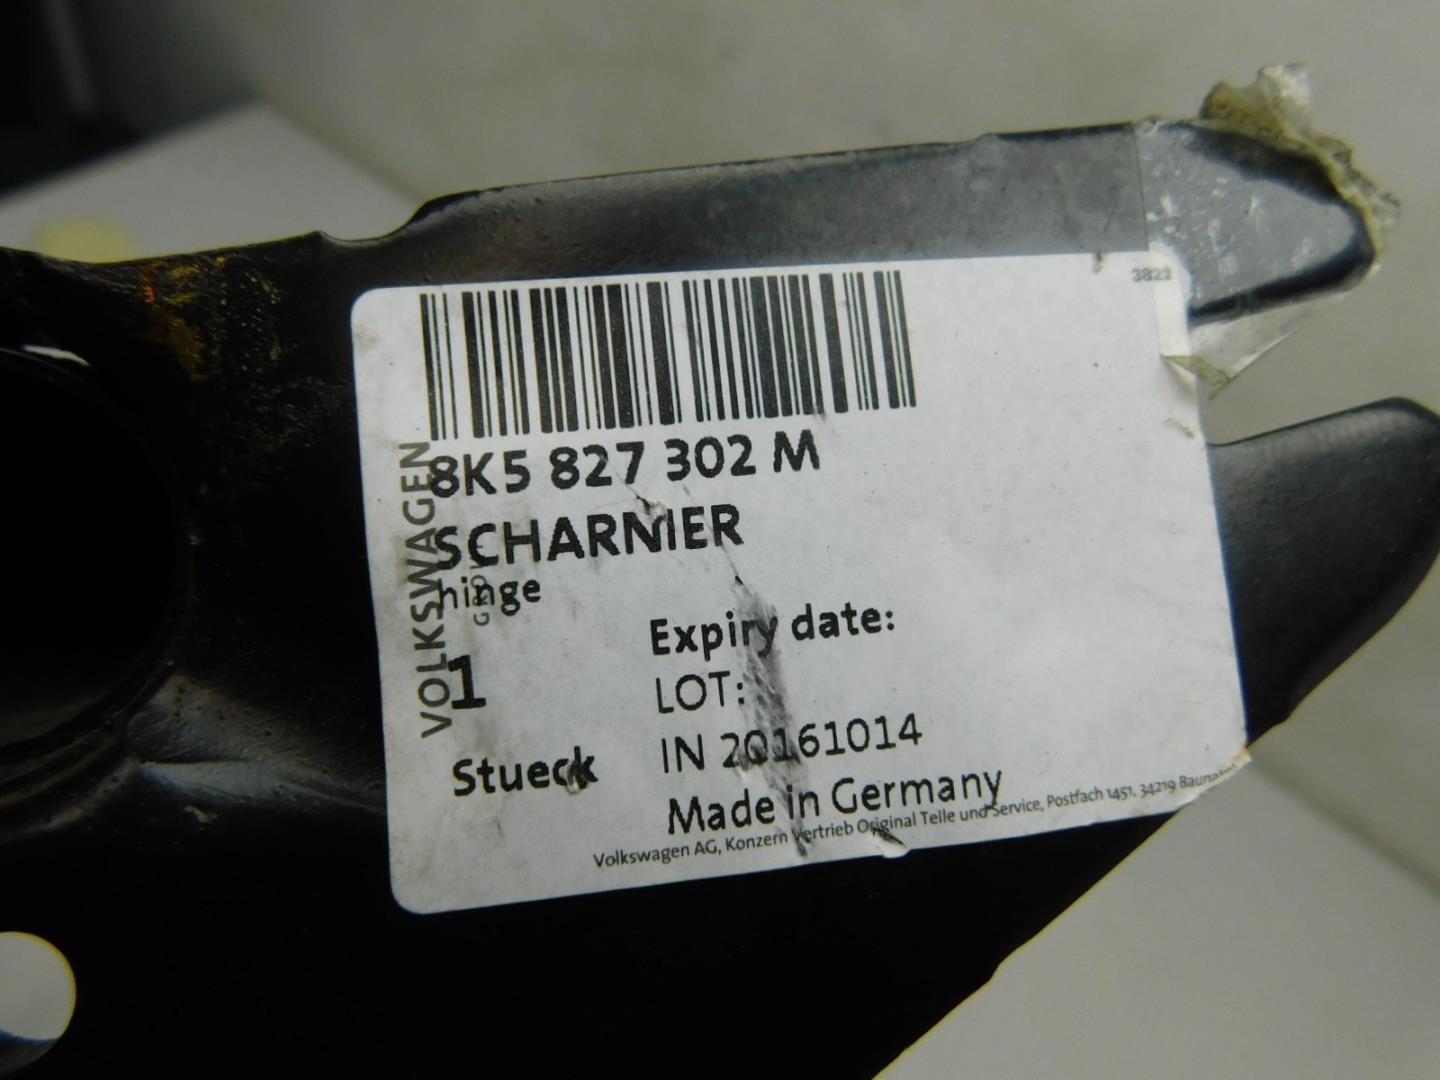 3822
8K5 827 302 M
SCHARNIER
hinge
VOLKSWAGEN
1
Stueck
Expiry date:
LOT:
IN 20161014
Made in Germany
Volkswagen AG, Konzern Vertrieb Original Teile und Service, Postfach 1451, 34219